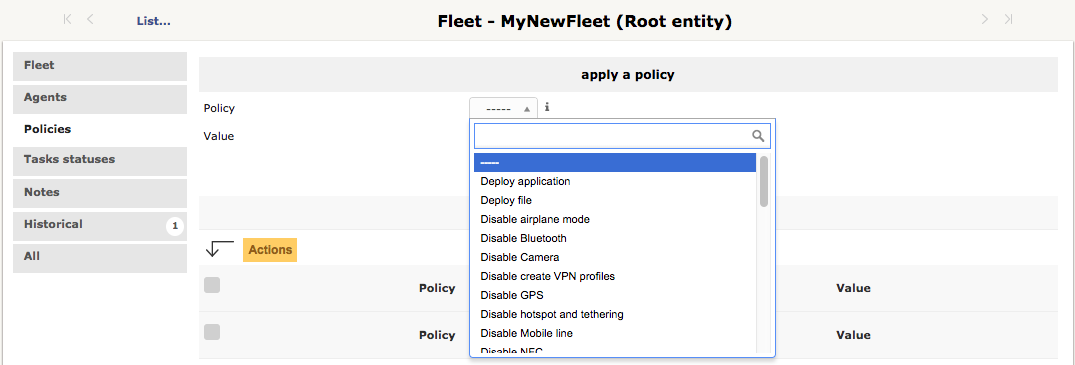 List...
Fleet - MyNewFleet (Root entity)
Fleet
Agents
Policies
Tasks statuses
Notes
Historical
1
All
apply a policy
Policy
-----
Value
-----
Deploy application
Deploy file
Disable airplane mode
Disable Bluetooth
Disable Camera
Disable create VPN profiles
Disable GPS
Disable hotspot and tethering
Disable Mobile line
Disable NFC
Actions
Policy Value
Policy Value